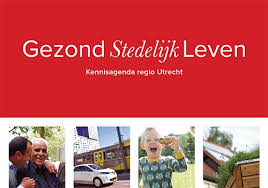 Gezond Stedelijk Leven
Kennisagenda regio Utrecht